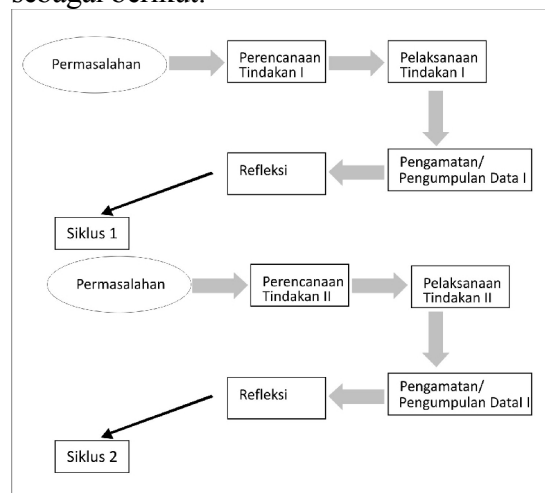 sebagai berikut:
Permasalahan
Perencanaan
Tindakan I
Pelaksanaan
Tindakan I
Pengamatan/
Pengumpulan Data I
Refleksi
Siklus 1
Permasalahan
Perencanaan
Tindakan II
Pelaksanaan
Tindakan II
Pengamatan/
Pengumpulan DataI I
Refleksi
Siklus 2